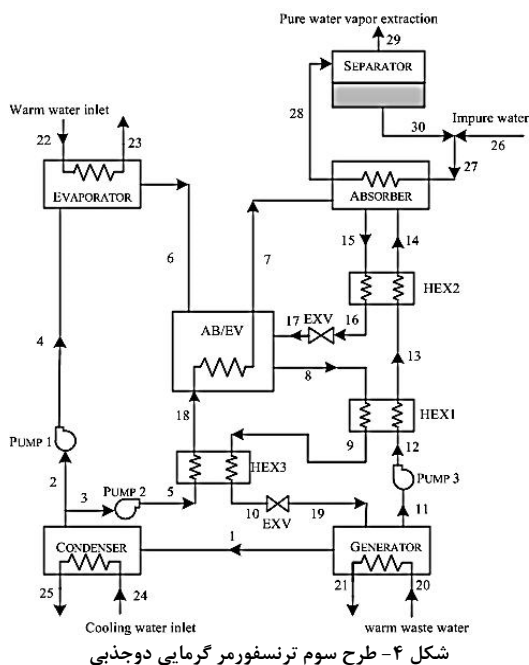 Pure water vapor extraction
29
SEPARATOR
28
Impure water
30
26
27
Warm water inlet
22
23
EVAPORATOR
ABSORBER
15
14
6
7
HEX2
4
AB/EV
17
EXV
16
13
8
18
HEX1
9
12
PUMP 1
HEX3
PUMP 3
2
3
PUMP 2
5
10
EXV
19
11
CONDENSER
1
GENERATOR
25
24
21
20
Cooling water inlet
warm waste water
شکل ۴- طرح سوم ترنسفورمر گرمایی دوجذبی